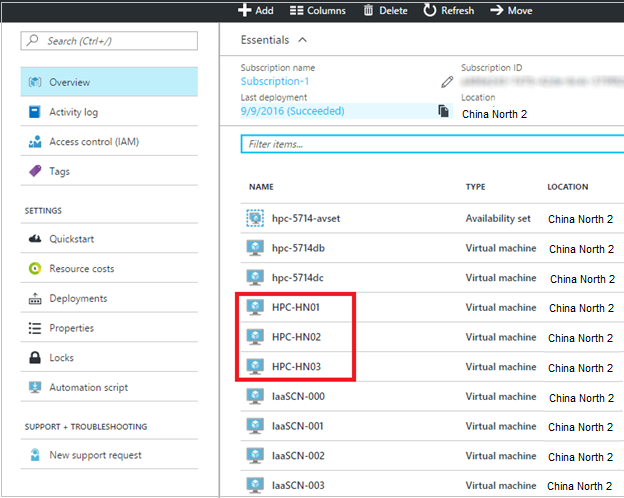 Add Columns Delete Refresh Move
Search (Ctrl+/)
Overview
Activity log
Access control (IAM)
Tags
SETTINGS
Quickstart
Resource costs
Deployments
Properties
Locks
Automation script
SUPPORT + TROUBLESHOOTING
New support request
Essentials
Subscription name Subscription ID
Subscription-1
Last deployment Location
9/9/2016 (Succeeded) China North 2
Filter items...
NAME TYPE LOCATION
hpc-5714-avset Availability set China North 2
hpc-5714db Virtual machine China North 2
hpc-5714dc Virtual machine China North 2
HPC-HN01 Virtual machine China North 2
HPC-HN02 Virtual machine China North 2
HPC-HN03 Virtual machine China North 2
IaaSCN-000 Virtual machine China North 2
IaaSCN-001 Virtual machine China North 2
IaaSCN-002 Virtual machine China North 2
IaaSCN-003 Virtual machine China North 2